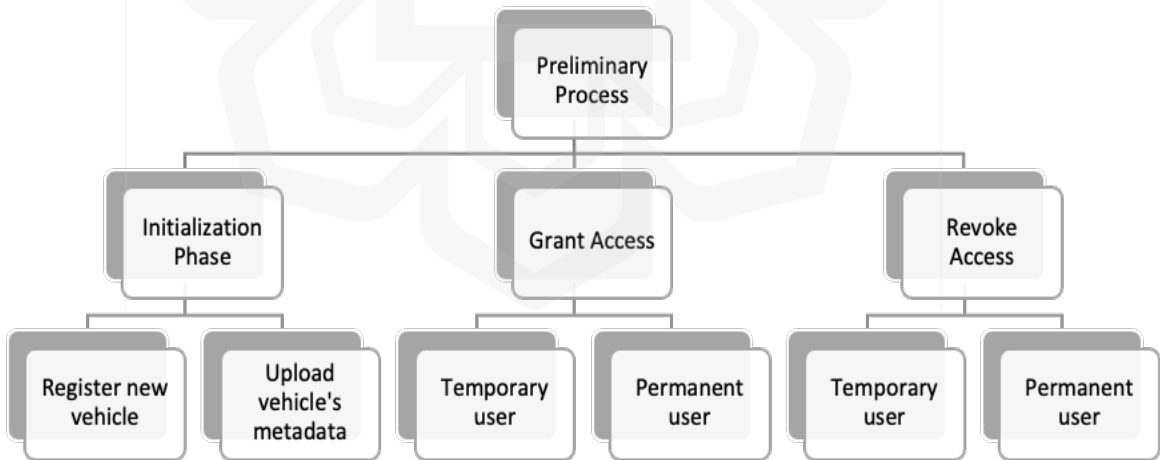 Preliminary
Process
Initialization
Phase
Grant Access
Revoke
Access
Register new
vehicle
Upload
vehicle's
metadata
Temporary
user
Permanent
user
Temporary
user
Permanent
user